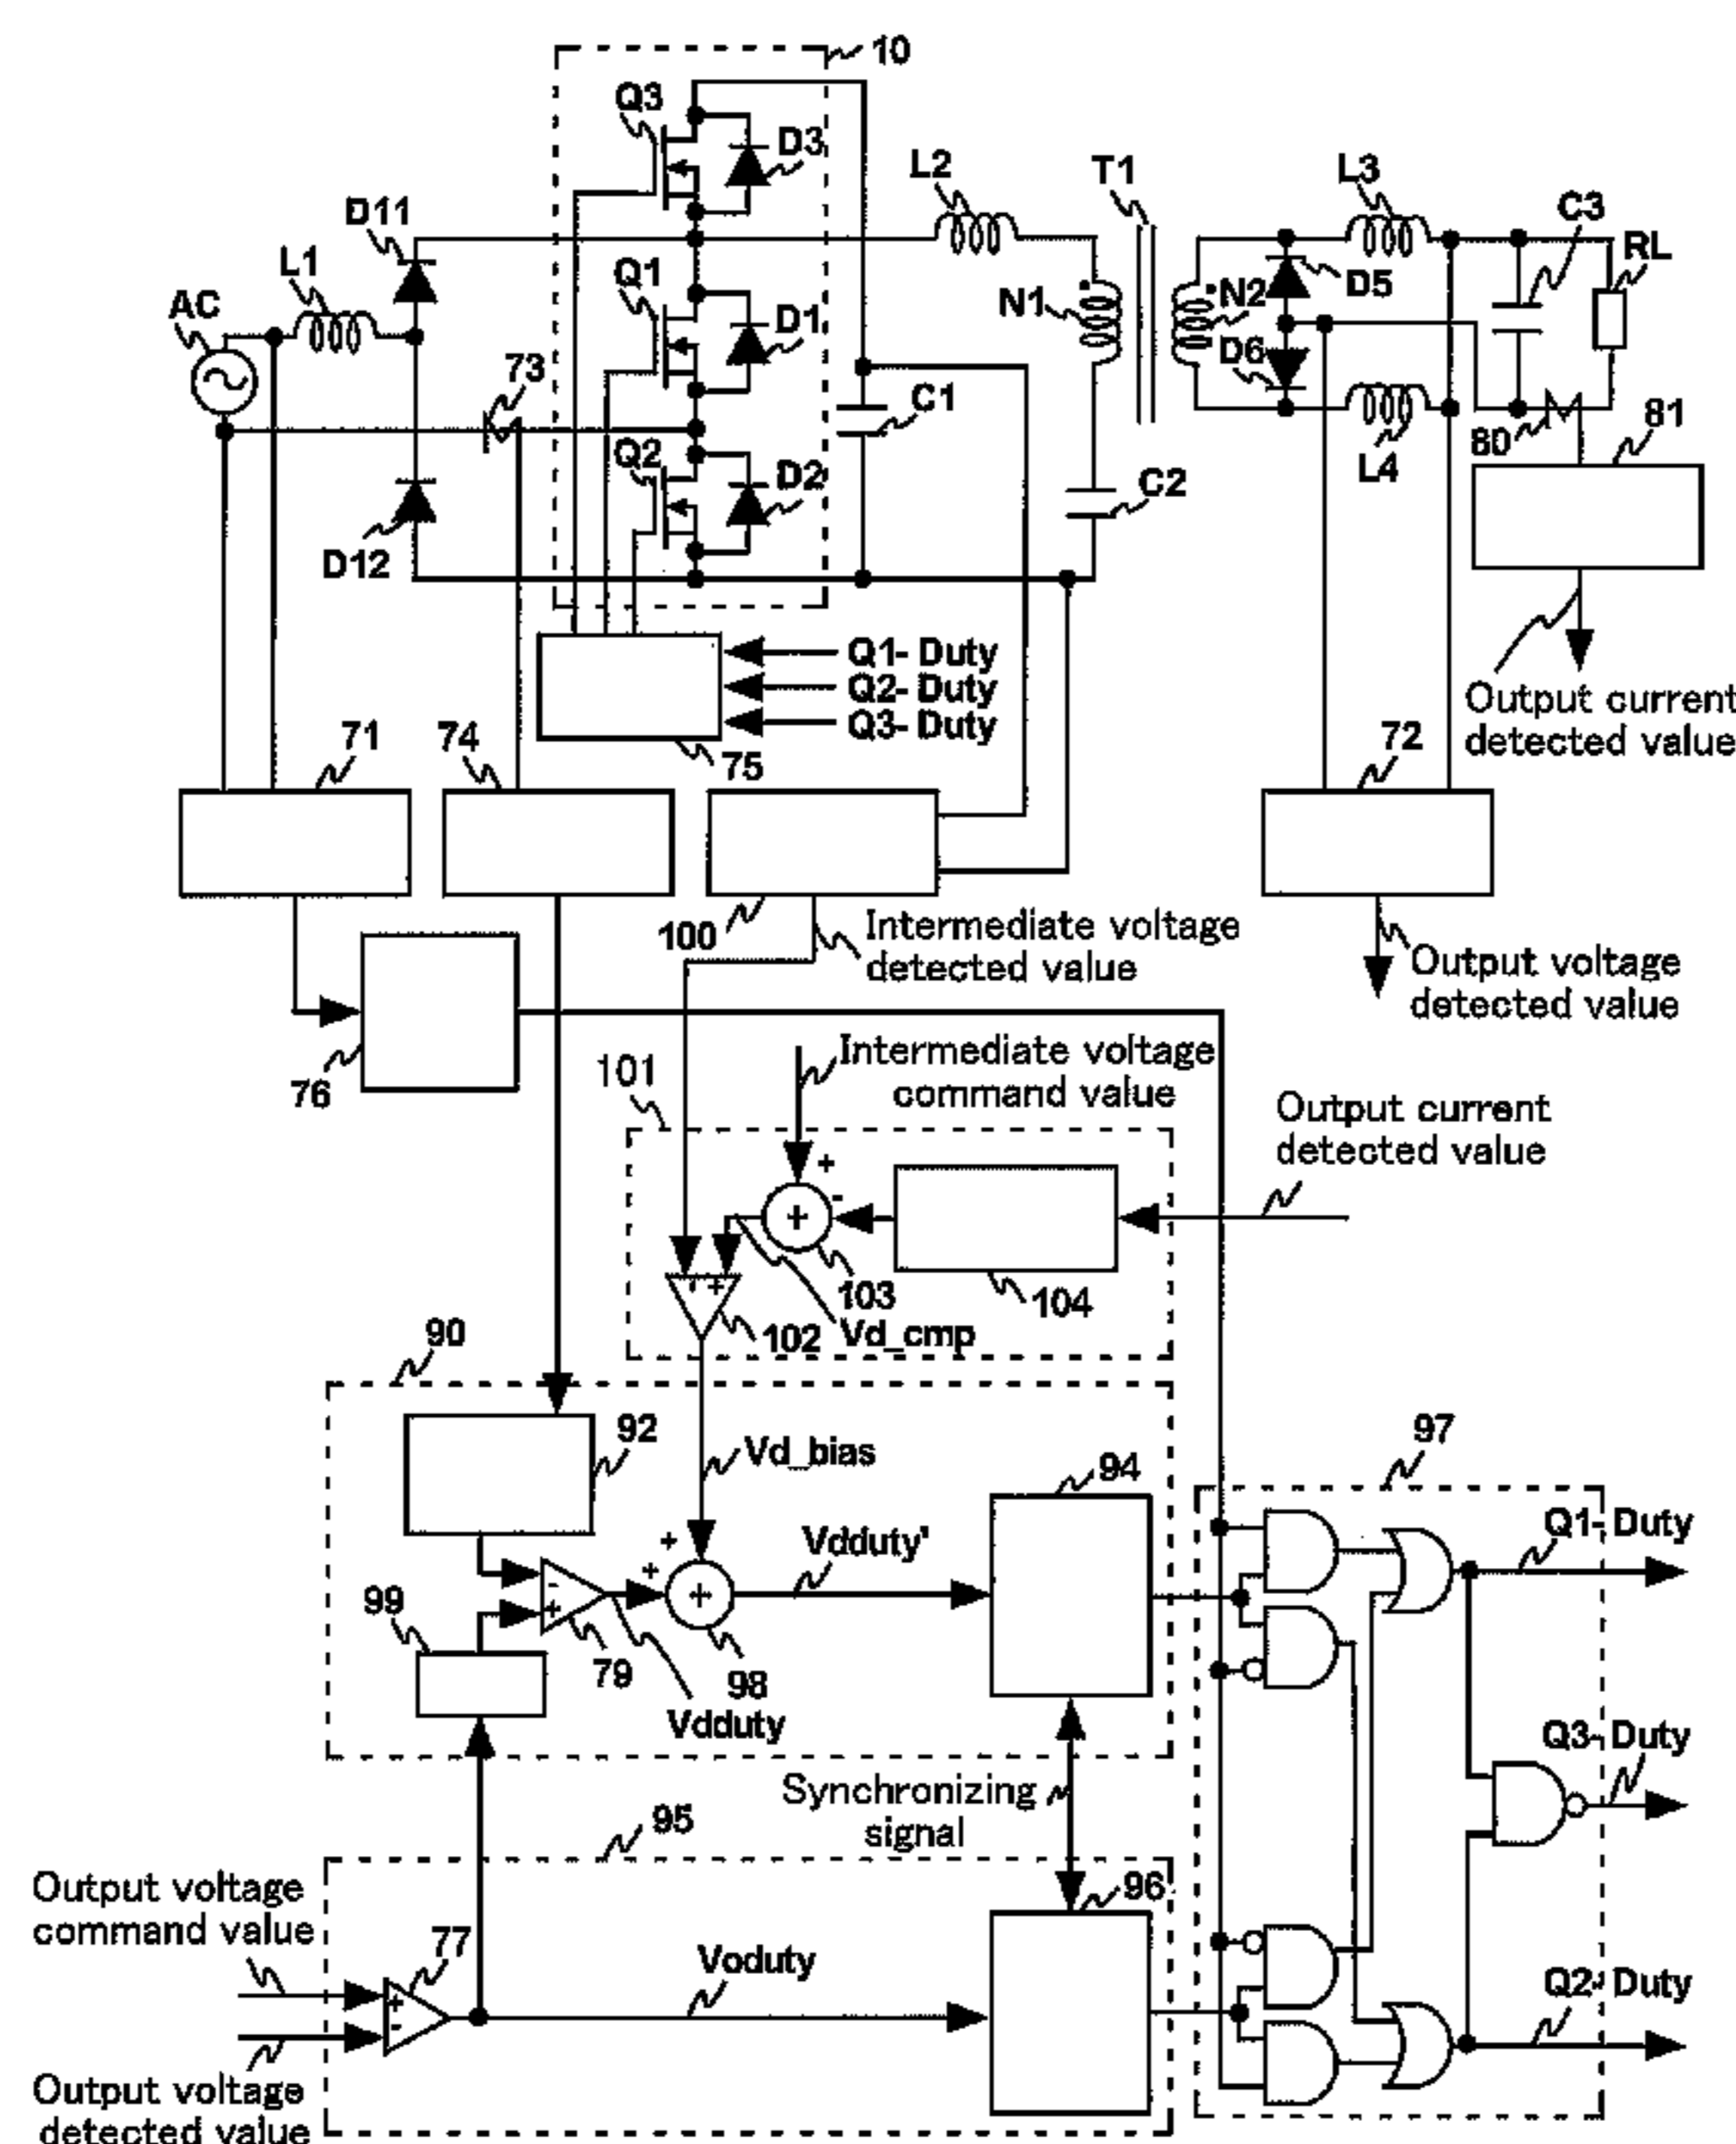 10
Q3
D3
L2
T1
L3
C3
D11
RL
L1
Q1
N1
N2
D5
AC
D1
D6
73
C1
80
81
Q2
D2
C2
L4
D12
Q1- Duty
Q2- Duty
Q3- Duty
Output current
detected value
71
74
75
72
100
Intermediate voltage
detected value
Output voltage
detected value
76
101
Intermediate voltage
command value
Output current
detected value
+
-
+
103
104
- +
102
Vd_cmp
90
92
Vd_bias
94
97
+
+
Vdduty'
Q1- Duty
-
+
+
99
79
98
Vdduty
Q3- Duty
Synchronizing
signal
95
96
Output voltage
command value
77
Voduty
Q2- Duty
+
-
Output voltage
detected value